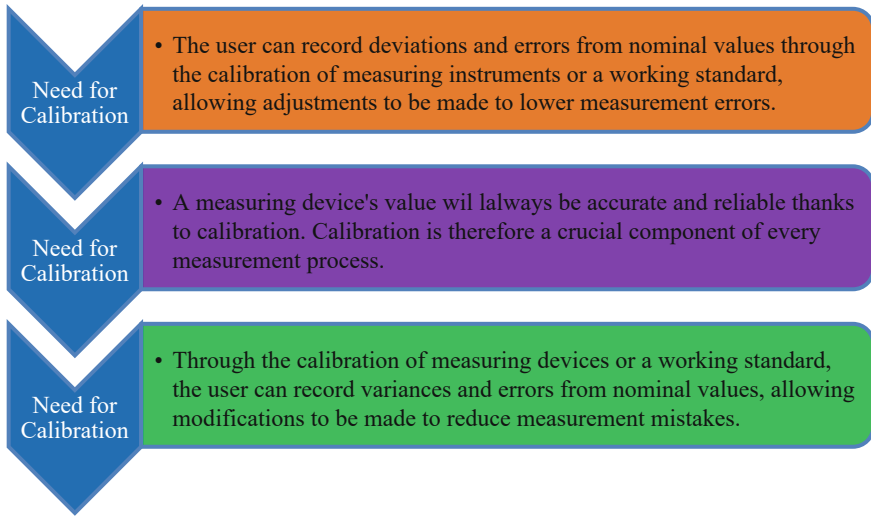 Need for
Calibration
• The user can record deviations and errors from nominal values through
the calibration of measuring instruments or a working standard,
allowing adjustments to be made to lower measurement errors.
Need for
Calibration
• A measuring device's value wil lalways be accurate and reliable thanks
to calibration. Calibration is therefore a crucial component of every
measurement process.
Need for
Calibration
• Through the calibration of measuring devices or a working standard,
the user can record variances and errors from nominal values, allowing
modifications to be made to reduce measurement mistakes.